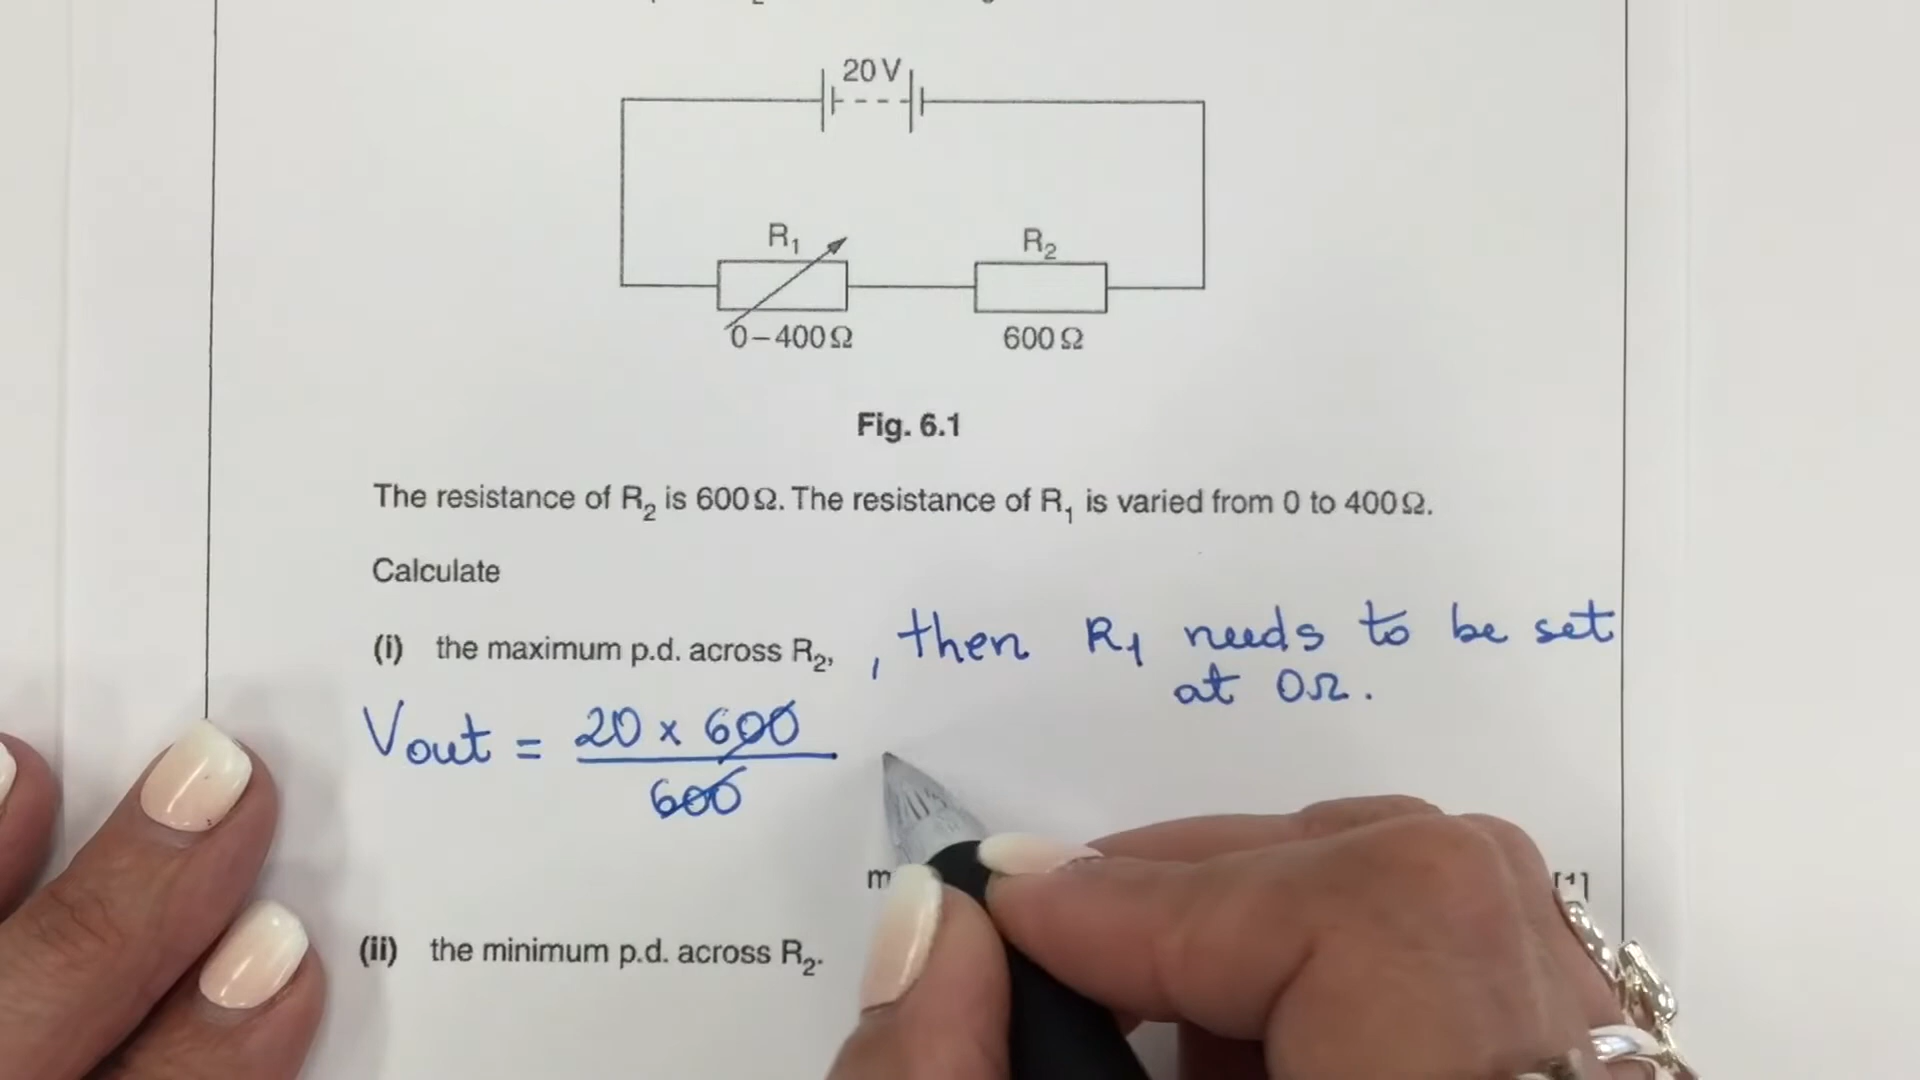 20 V
R1
R2
0–400 Ω
600 Ω
Fig. 6.1
The resistance of R2 is 600 Ω. The resistance of R1 is varied from 0 to 400 Ω.
Calculate
(i) the maximum p.d. across R2, , then R1 needs to be set
at 0Ω.
Vout = 20 x 600
600
[1]
(ii) the minimum p.d. across R2.